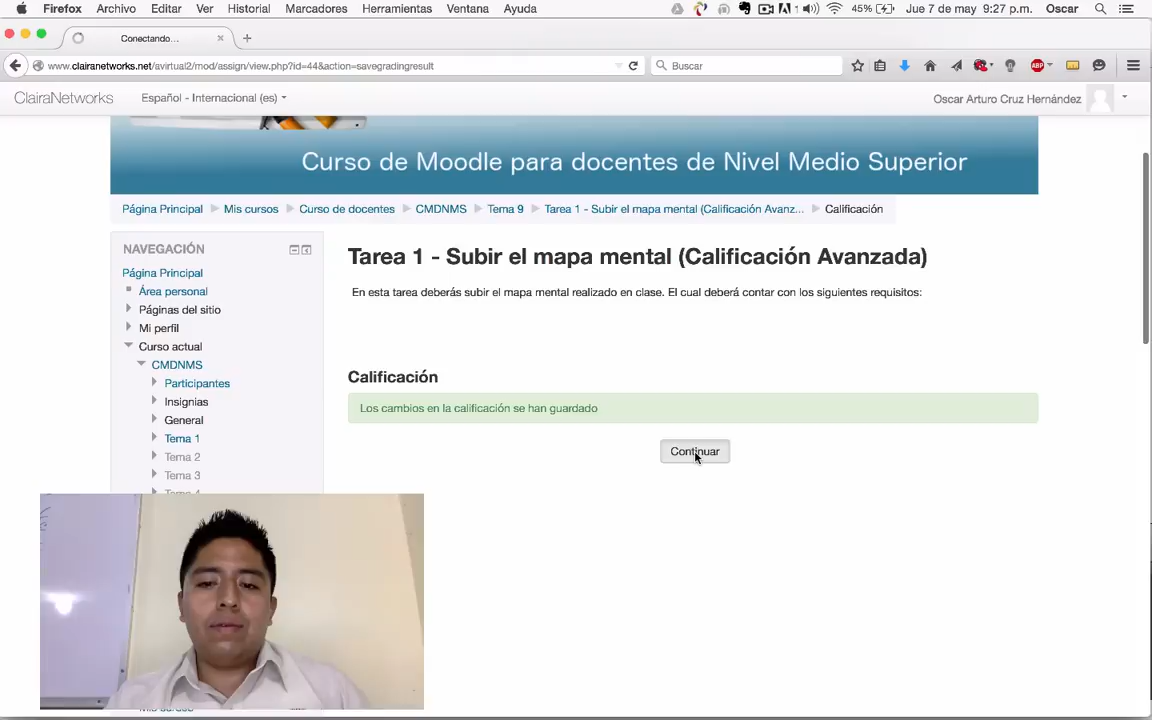 Firefox Archivo Editar Ver Historial Marcadores Herramientas Ventana Ayuda 45% Jue 7 de may 9:27 p.m. Oscar
Conectando...
www.clairanetworks.net/avirtual2/mod/assign/view.php?id=44&action=savegradingresult Buscar ABP
ClairaNetworks Español - Internacional (es) Oscar Arturo Cruz Hernández
Curso de Moodle para docentes de Nivel Medio Superior
Página Principal Mis cursos Curso de docentes CMDNMS Tema 9 Tarea 1 - Subir el mapa mental (Calificación Avanz... Calificación
NAVEGACIÓN
Página Principal
Área personal
Páginas del sitio
Mi perfil
Curso actual
CMDNMS
Participantes
Insignias
General
Tema 1
Tema 2
Tema 3
Tema 4
Tarea 1 - Subir el mapa mental (Calificación Avanzada)
En esta tarea deberás subir el mapa mental realizado en clase. El cual deberá contar con los siguientes requisitos:
Calificación
Los cambios en la calificación se han guardado
Continuar